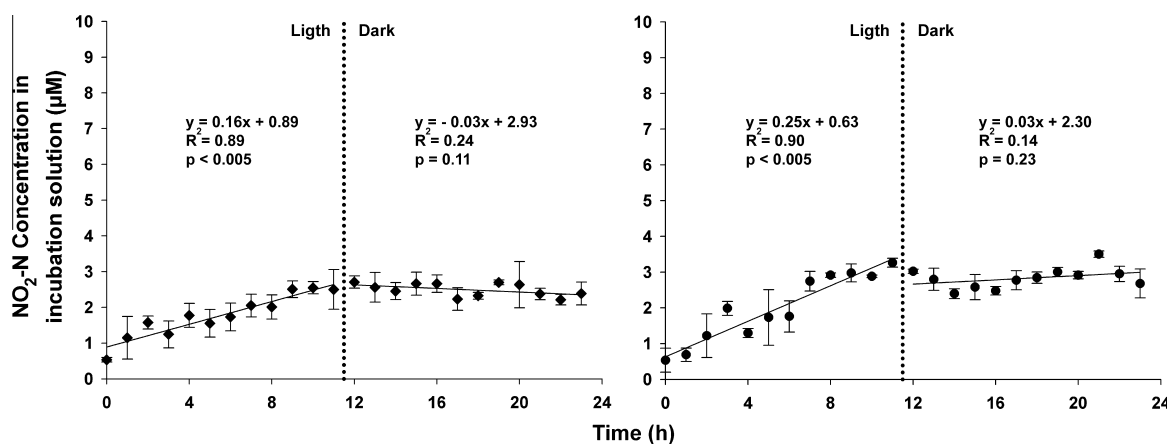 NO2-N Concentration in
incubation solution (µM)
10
9
8
7
6
5
4
3
2
1
0
Ligth Dark
y = 0.16x + 0.89
R2 = 0.89
p < 0.005
y = - 0.03x + 2.93
R2 = 0.24
p = 0.11
0 4 8 12 16 20 24
10
9
8
7
6
5
4
3
2
1
0
Ligth Dark
y = 0.25x + 0.63
R2 = 0.90
p < 0.005
y = 0.03x + 2.30
R2 = 0.14
p = 0.23
0 4 8 12 16 20 24
Time (h)